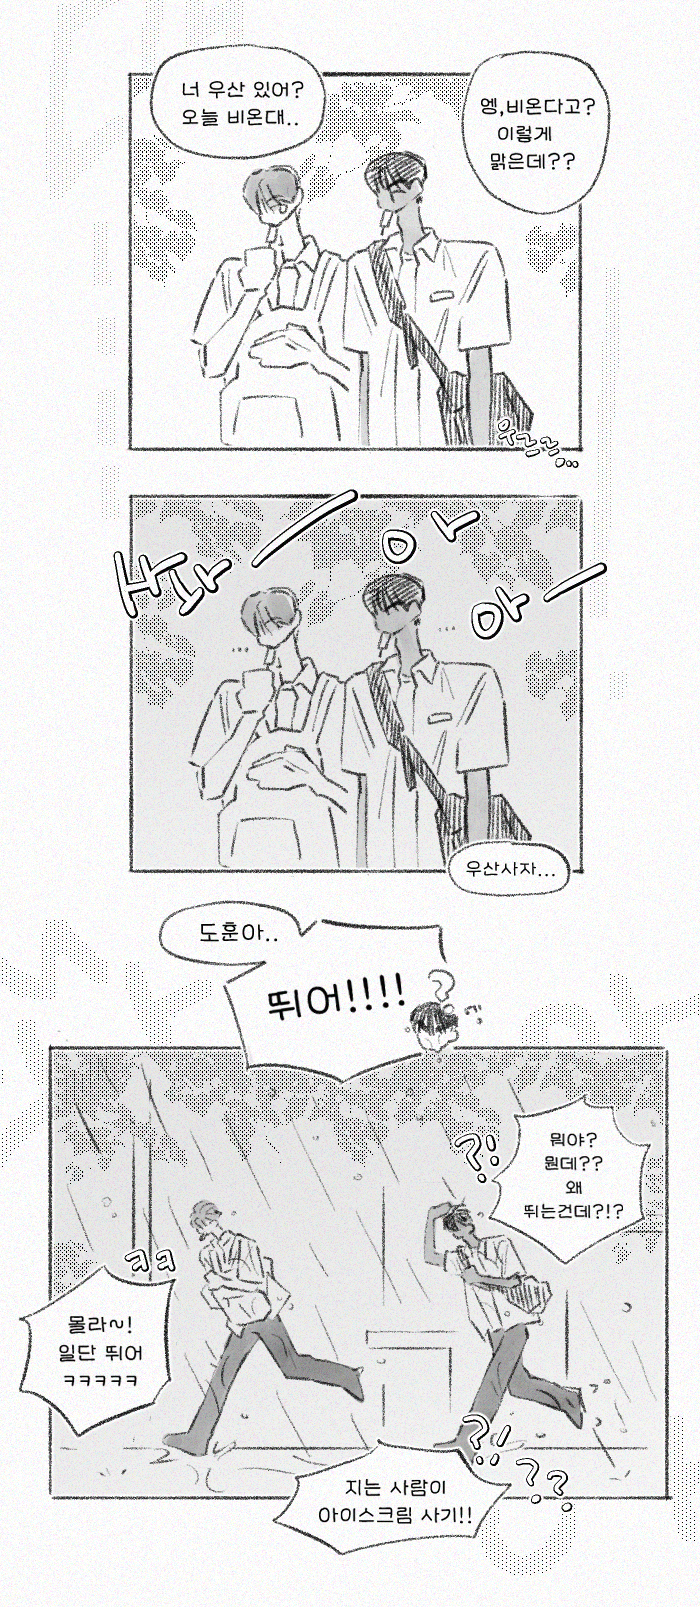 너 우산 있어?
오늘 비온대..
엥,비온다고?
이렇게
맑은데??
우르르...
쏴아
아
우산사자...
도훈아..
뛰어!!!!
?
?!
뭐야?
뭔데??
왜
뛰는건데?!?
ㅋㅋ
몰라~!
일단 뛰어
ㅋㅋㅋㅋㅋ
?!
??
지는 사람이
아이스크림 사기!!